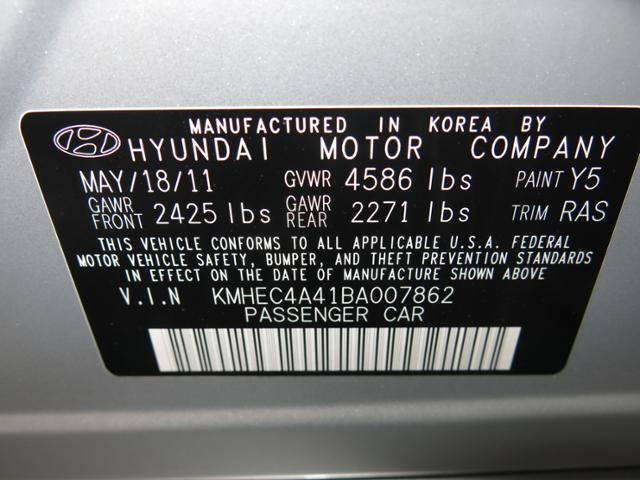 MANUFACTURED IN KOREA BY
HYUNDAI MOTOR COMPANY
MAY/18/11 GVWR 4586 lbs PAINT Y5
GAWR FRONT 2425 lbs GAWR REAR 2271 lbs TRIM RAS
THIS VEHICLE CONFORMS TO ALL APPLICABLE U.S.A. FEDERAL
MOTOR VEHICLE SAFETY, BUMPER, AND THEFT PREVENTION STANDARDS
IN EFFECT ON THE DATE OF MANUFACTURE SHOWN ABOVE
V.I.N KMHEC4A41BA007862
PASSENGER CAR